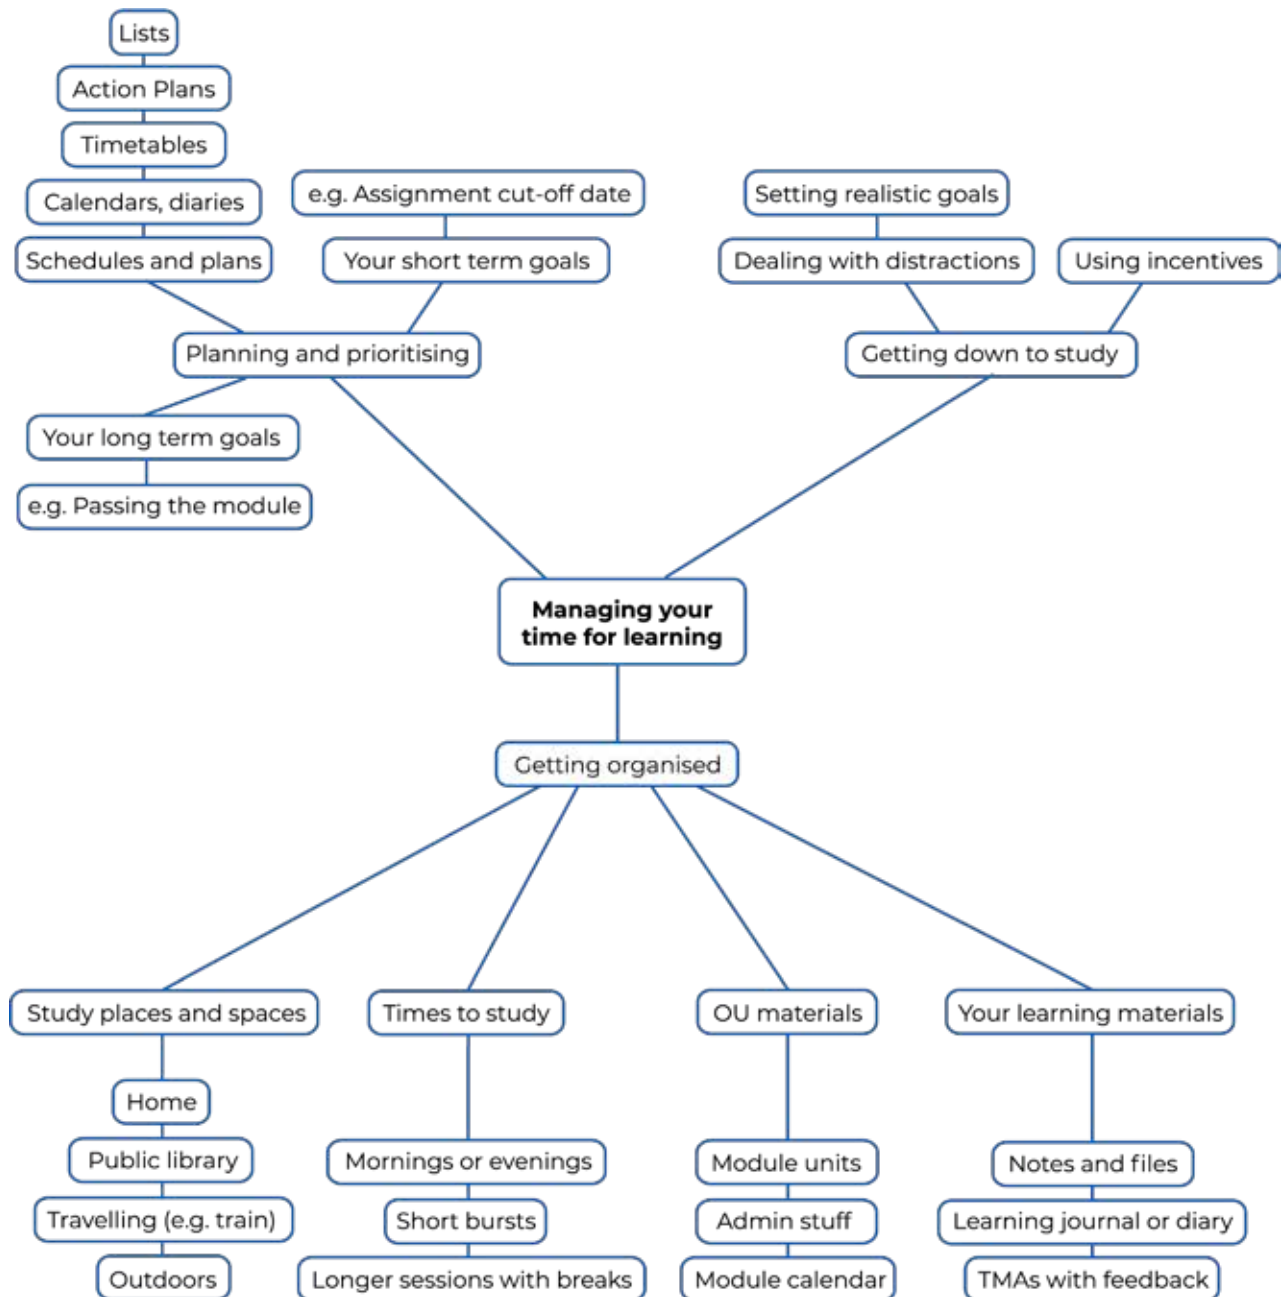 Lists
Action Plans
Timetables
Calendars, diaries
Schedules and plans
e.g. Assignment cut-off date
Your short term goals
Planning and prioritising
Your long term goals
e.g. Passing the module
Setting realistic goals
Dealing with distractions
Using incentives
Getting down to study
Managing your
time for learning
Getting organised
Study places and spaces
Home
Public library
Travelling (e.g. train)
Outdoors
Times to study
Mornings or evenings
Short bursts
Longer sessions with breaks
OU materials
Module units
Admin stuff
Module calendar
Your learning materials
Notes and files
Learning journal or diary
TMAs with feedback